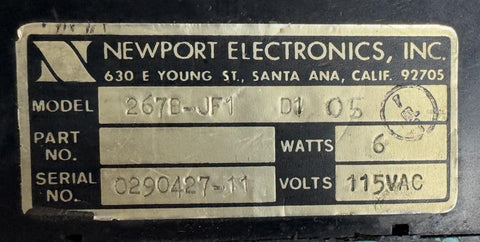 NEWPORT ELECTRONICS, INC.
630 E YOUNG ST., SANTA ANA, CALIF. 92705
MODEL 267B-JF1 D1 05
PART NO. WATTS 6
SERIAL NO. 0290427-11 VOLTS 115VAC